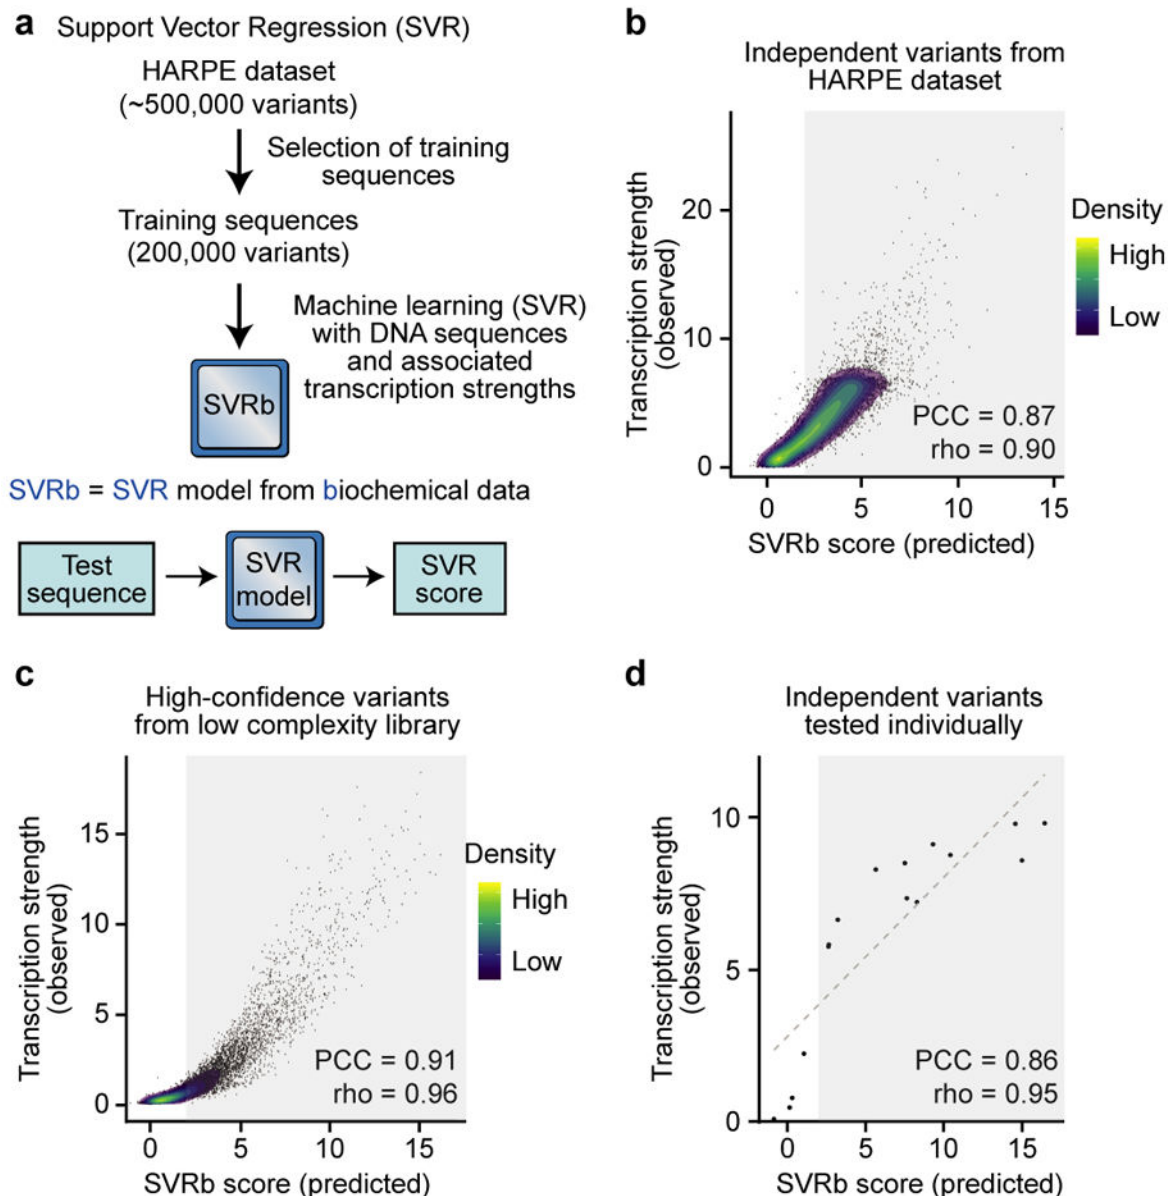 a Support Vector Regression (SVR)
HARPE dataset
(~500,000 variants)
Selection of training
sequences
Training sequences
(200,000 variants)
Machine learning (SVR)
with DNA sequences
and associated
transcription strengths
SVRb
SVRb = SVR model from biochemical data
Test
sequence
SVR
model
SVR
score
b
Independent variants from
HARPE dataset
Transcription strength
(observed)
20
10
0
PCC = 0.87
rho = 0.90
0 5 10 15
SVRb score (predicted)
Density
High
Low
c
High-confidence variants
from low complexity library
Transcription strength
(observed)
15
10
5
0
PCC = 0.91
rho = 0.96
0 5 10 15
SVRb score (predicted)
Density
High
Low
d
Independent variants
tested individually
Transcription strength
(observed)
10
5
0
PCC = 0.86
rho = 0.95
0 5 10 15
SVRb score (predicted)